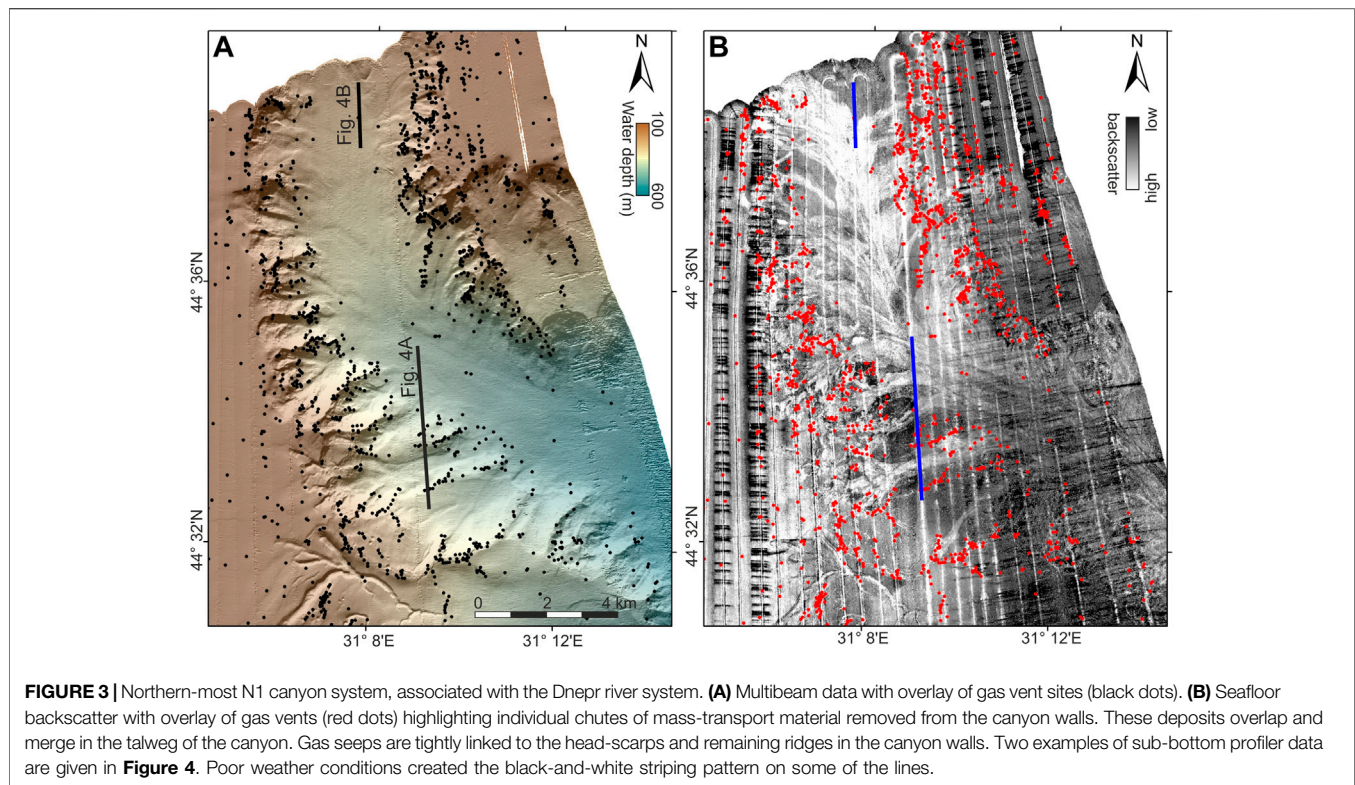 A
N
Fig. 4B
100
Water depth (m)
600
44° 36'N
Fig. 4A
44° 32'N
0 2 4 km
31° 8'E
31° 12'E
B
N
low
backscatter
high
31° 8'E
31° 12'E
FIGURE 3 | Northern-most N1 canyon system, associated with the Dnepr river system. (A) Multibeam data with overlay of gas vent sites (black dots). (B) Seafloor
backscatter with overlay of gas vents (red dots) highlighting individual chutes of mass-transport material removed from the canyon walls. These deposits overlap and
merge in the talweg of the canyon. Gas seeps are tightly linked to the head-scarps and remaining ridges in the canyon walls. Two examples of sub-bottom profiler data
are given in Figure 4. Poor weather conditions created the black-and-white striping pattern on some of the lines.